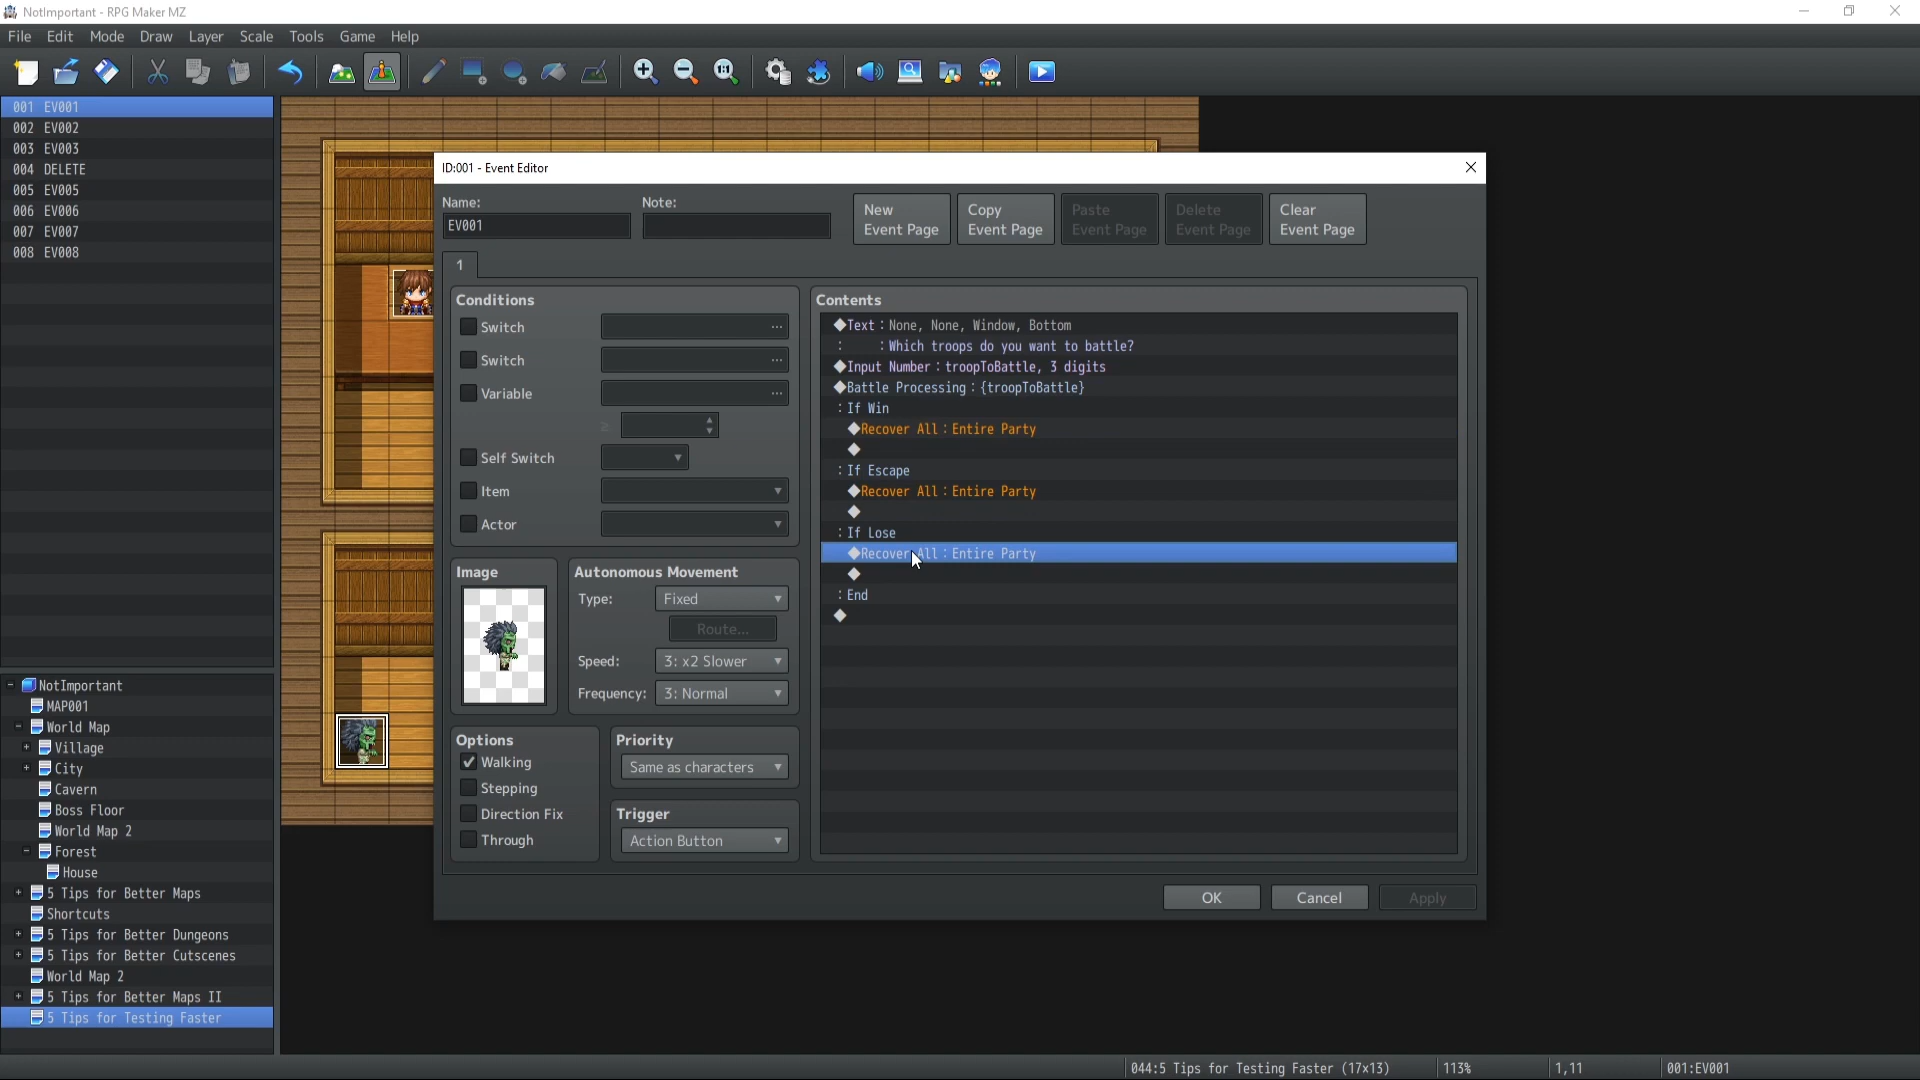 NotImportant - RPG Maker MZ
File Edit Mode Draw Layer Scale Tools Game Help
1:1
001 EV001
002 EV002
003 EV003
004 DELETE
005 EV005
006 EV006
007 EV007
008 EV008
NotImportant
MAP001
World Map
Village
City
Cavern
Boss Floor
World Map 2
Forest
House
5 Tips for Better Maps
Shortcuts
5 Tips for Better Dungeons
5 Tips for Better Cutscenes
World Map 2
5 Tips for Better Maps II
5 Tips for Testing Faster
ID:001 - Event Editor
Name: Note:
EV001
New Event Page
Copy Event Page
Paste Event Page
Delete Event Page
Clear Event Page
1
Conditions
Switch ...
Switch ...
Variable ...
≥
Self Switch
Item
Actor
Image
Autonomous Movement
Type: Fixed
Route...
Speed: 3: x2 Slower
Frequency: 3: Normal
Options
Walking
Stepping
Direction Fix
Through
Priority
Same as characters
Trigger
Action Button
Contents
◆Text : None, None, Window, Bottom
: : Which troops do you want to battle?
◆Input Number : troopToBattle, 3 digits
◆Battle Processing : {troopToBattle}
: If Win
◆Recover All : Entire Party
◆
: If Escape
◆Recover All : Entire Party
◆
: If Lose
◆Recover All : Entire Party
◆
: End
◆
OK Cancel Apply
044:5 Tips for Testing Faster (17x13) 113% 1,11 001:EV001